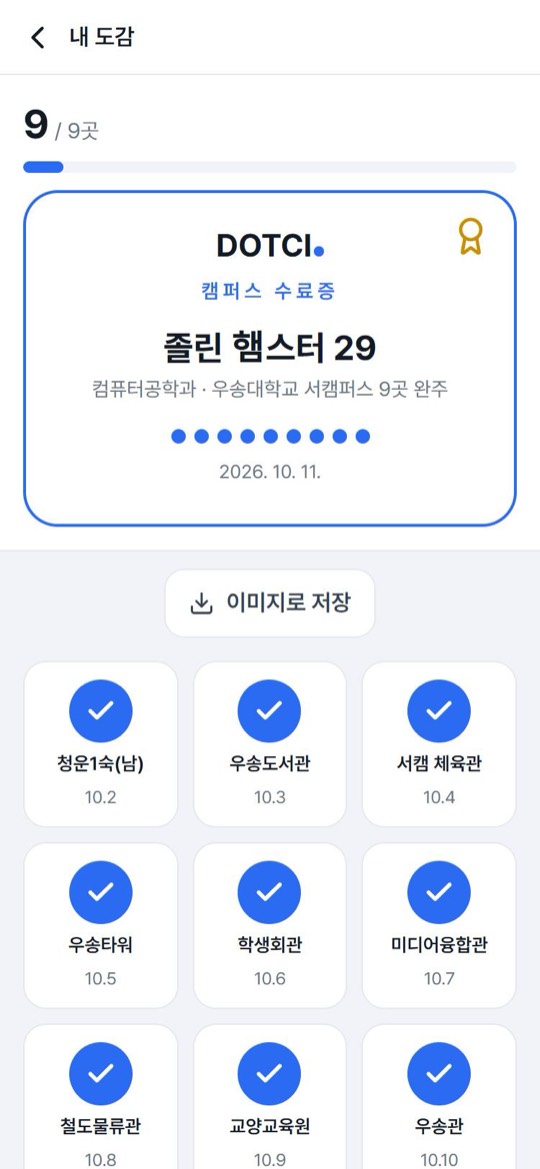 내 도감
9 / 9곳
DOTCI.
캠퍼스 수료증
졸린 햄스터 29
컴퓨터공학과 · 우송대학교 서캠퍼스 9곳 완주
2026. 10. 11.
이미지로 저장
청운1숙(남) 우송도서관 서캠 체육관
10.2 10.3 10.4
우송타워 학생회관 미디어융합관
10.5 10.6 10.7
철도물류관 교양교육원 우송관
10.8 10.9 10.10